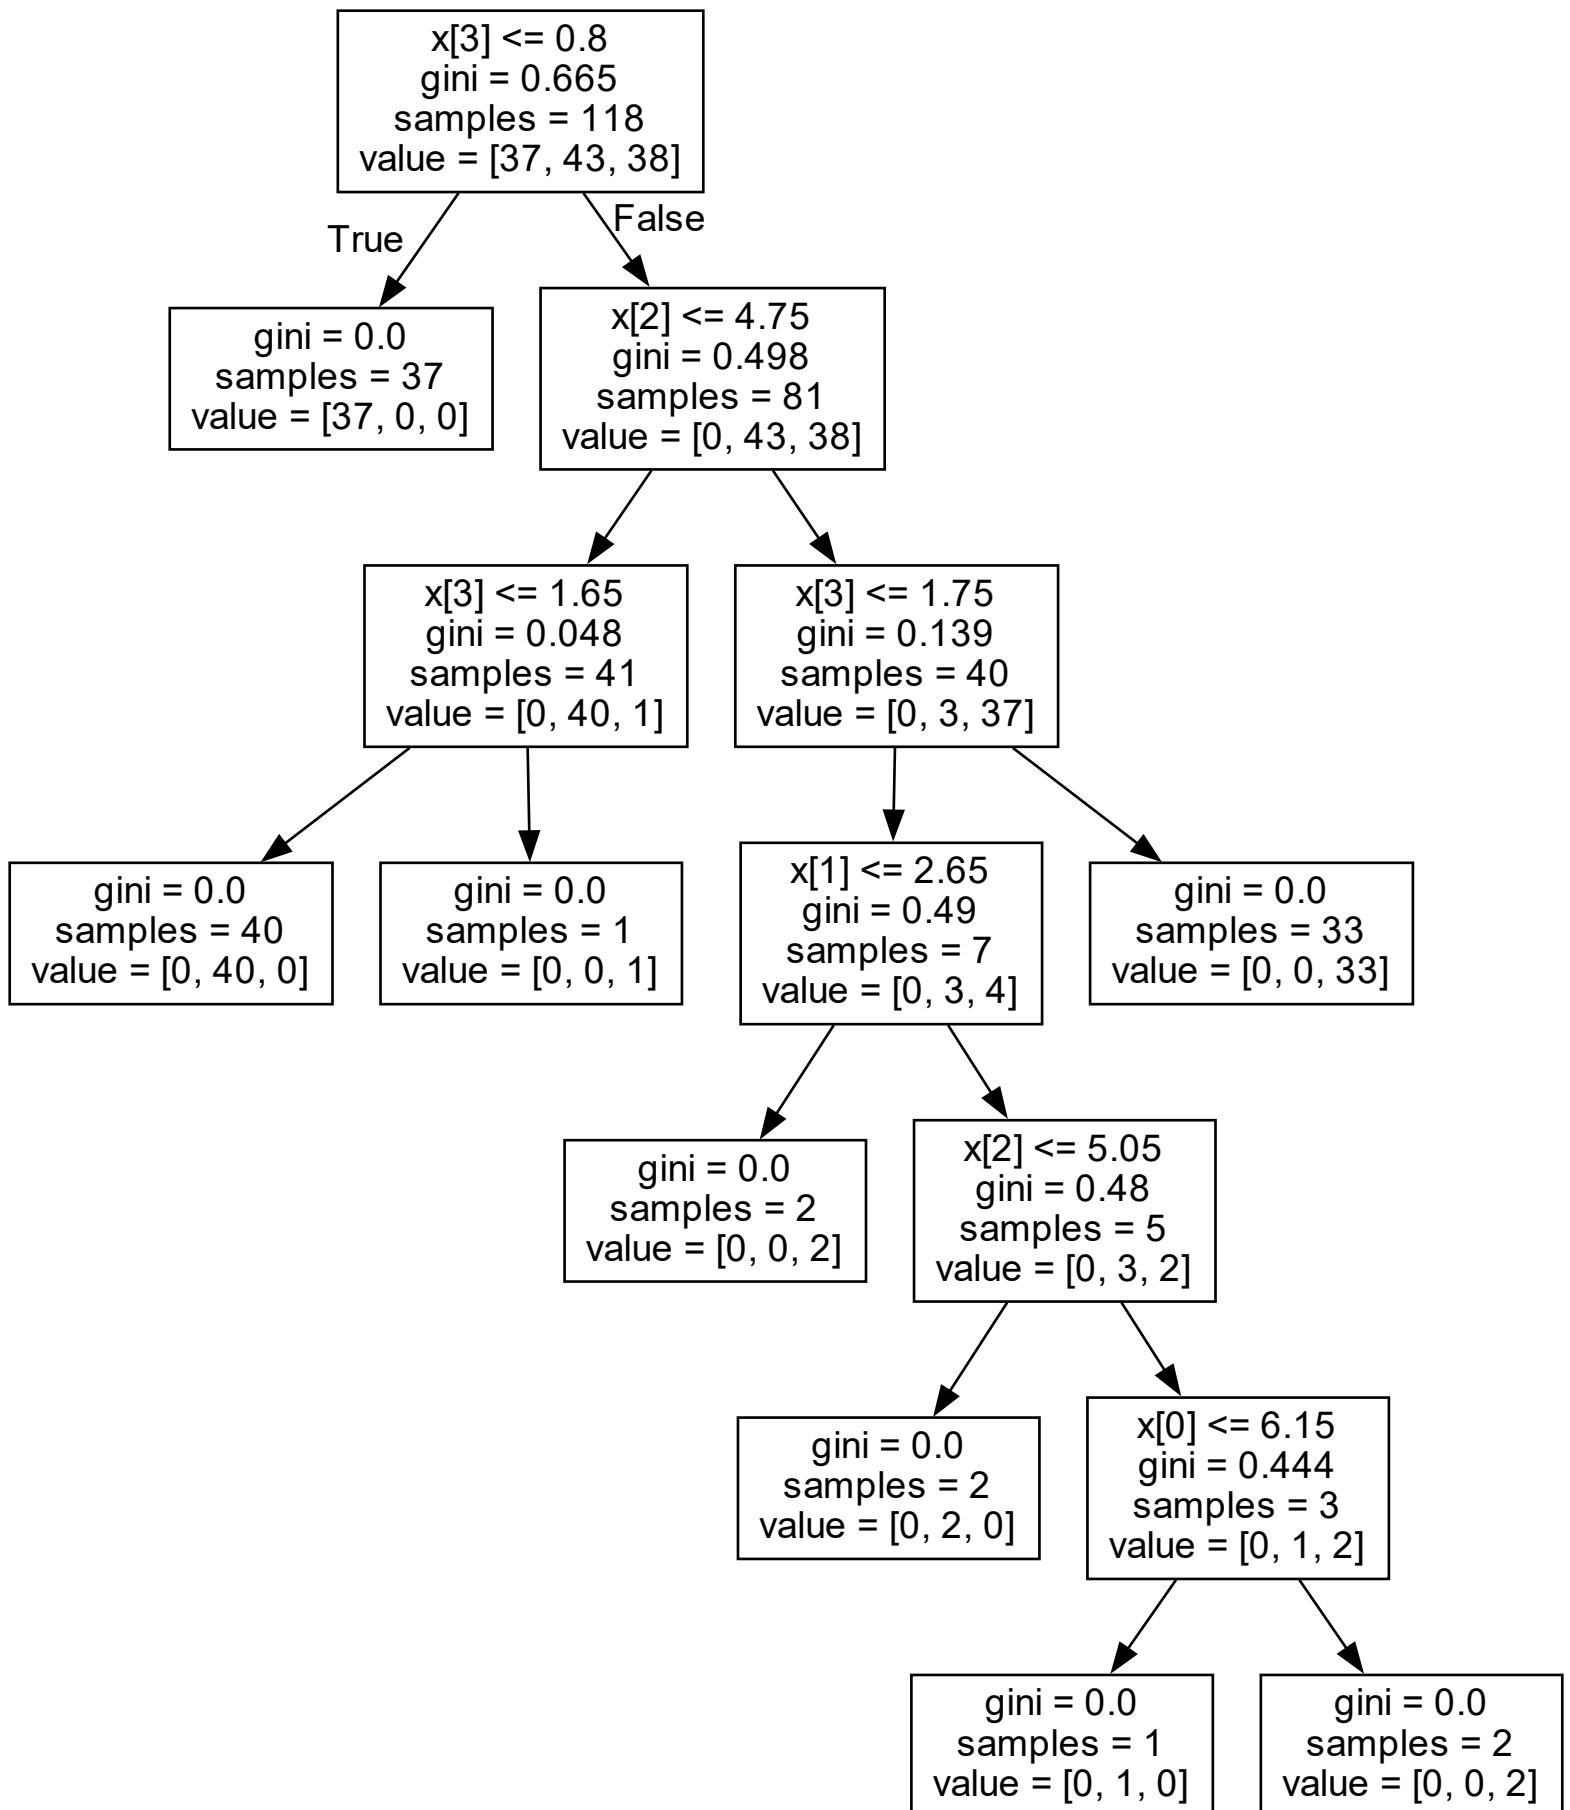 x[3] <= 0.8
gini = 0.665
samples = 118
value = [37, 43, 38]
True
False
gini = 0.0
samples = 37
value = [37, 0, 0]
x[2] <= 4.75
gini = 0.498
samples = 81
value = [0, 43, 38]
x[3] <= 1.65
gini = 0.048
samples = 41
value = [0, 40, 1]
x[3] <= 1.75
gini = 0.139
samples = 40
value = [0, 3, 37]
gini = 0.0
samples = 40
value = [0, 40, 0]
gini = 0.0
samples = 1
value = [0, 0, 1]
x[1] <= 2.65
gini = 0.49
samples = 7
value = [0, 3, 4]
gini = 0.0
samples = 33
value = [0, 0, 33]
gini = 0.0
samples = 2
value = [0, 0, 2]
x[2] <= 5.05
gini = 0.48
samples = 5
value = [0, 3, 2]
gini = 0.0
samples = 2
value = [0, 2, 0]
x[0] <= 6.15
gini = 0.444
samples = 3
value = [0, 1, 2]
gini = 0.0
samples = 1
value = [0, 1, 0]
gini = 0.0
samples = 2
value = [0, 0, 2]